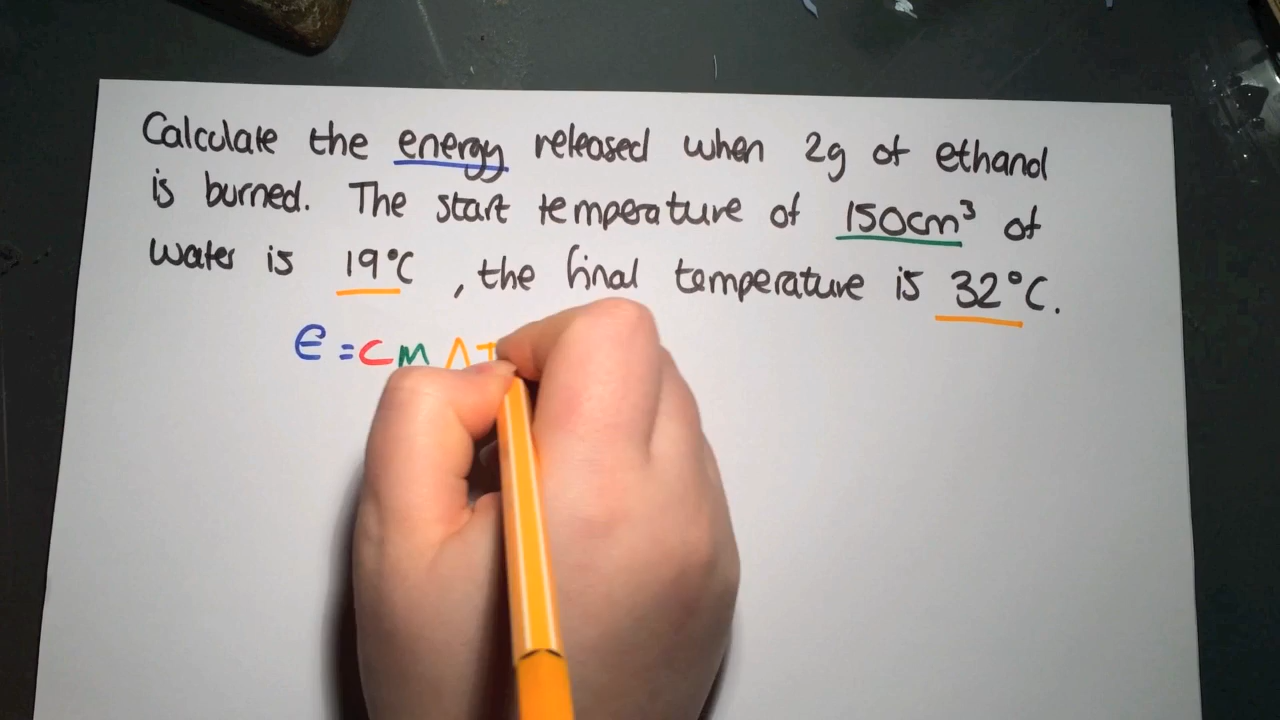 Calculate the energy released when 2g of ethanol
is burned. The start temperature of 150cm³ of
water is 19°C , the final temperature is 32°C.
E = C m ΔT